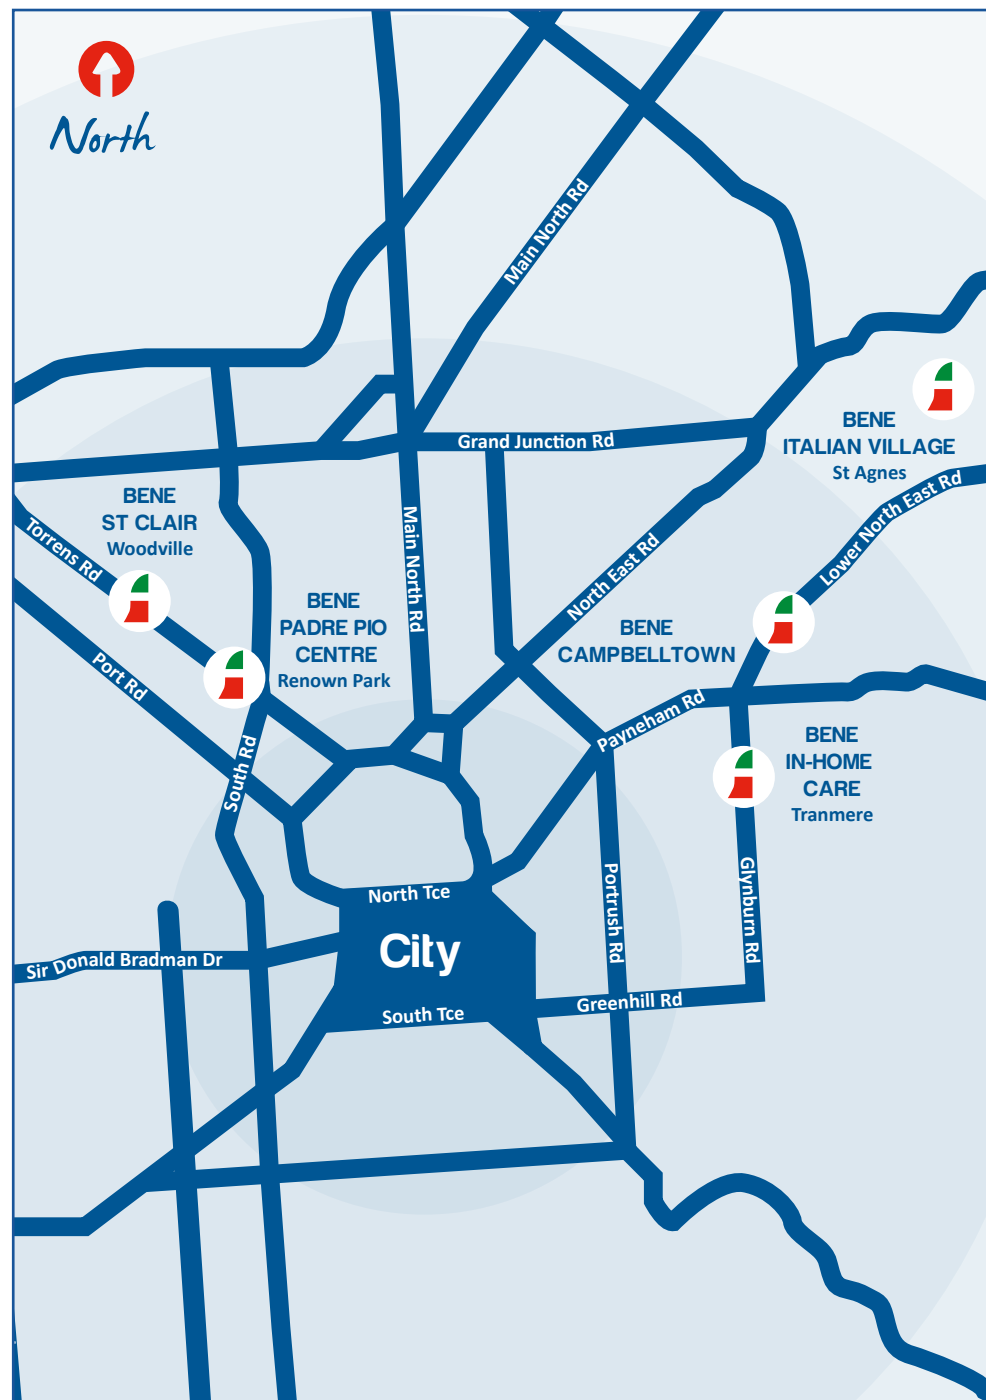 North
Main North Rd
Grand Junction Rd
BENE
ITALIAN VILLAGE
St Agnes
Lower North East Rd
BENE
ST CLAIR
Woodville
Torrens Rd
Main North Rd
North East Rd
BENE
PADRE PIO
CENTRE
Renown Park
BENE
CAMPBELLTOWN
Port Rd
Payneham Rd
South Rd
BENE
IN-HOME
CARE
Tranmere
North Tce
Portrush Rd
Glynburn Rd
City
Sir Donald Bradman Dr
Greenhill Rd
South Tce